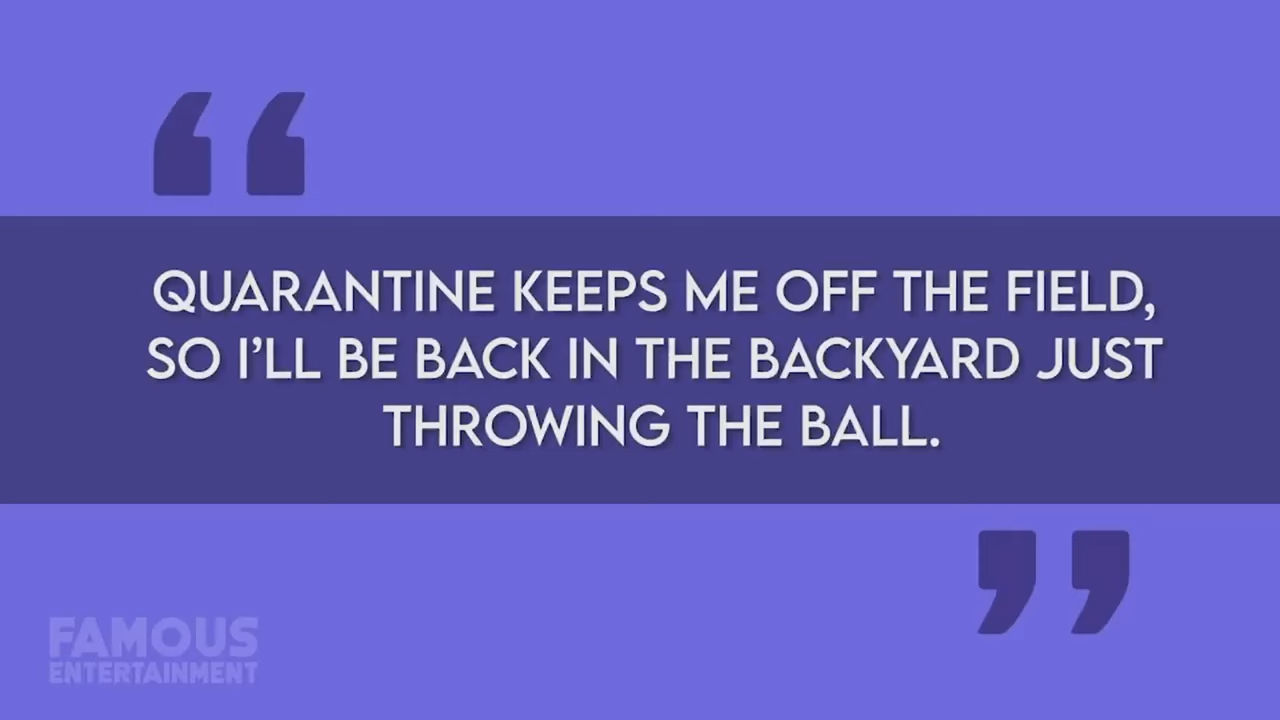 QUARANTINE KEEPS ME OFF THE FIELD,
SO I’LL BE BACK IN THE BACKYARD JUST
THROWING THE BALL.
FAMOUS
ENTERTAINMENT